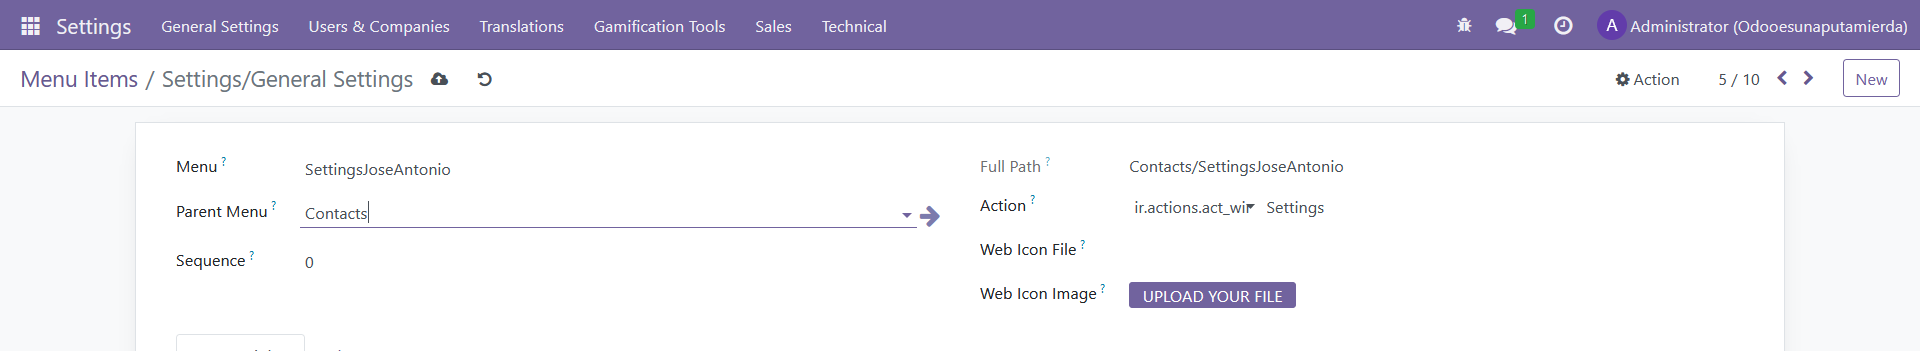 Settings General Settings Users & Companies Translations Gamification Tools Sales Technical 1 A Administrator (Odooesunaputamierda)
Menu Items / Settings/General Settings Action 5 / 10 New
Menu ? SettingsJoseAntonio
Parent Menu ? Contacts
Sequence ? 0
Full Path ? Contacts/SettingsJoseAntonio
Action ? ir.actions.act_wi Settings
Web Icon File ?
Web Icon Image ? UPLOAD YOUR FILE